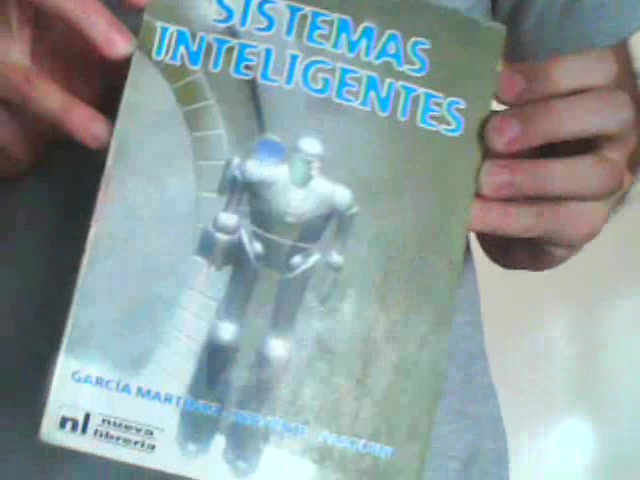 SISTEMAS
INTELIGENTES
GARCÍA MARTÍNEZ
nl nueva
librería